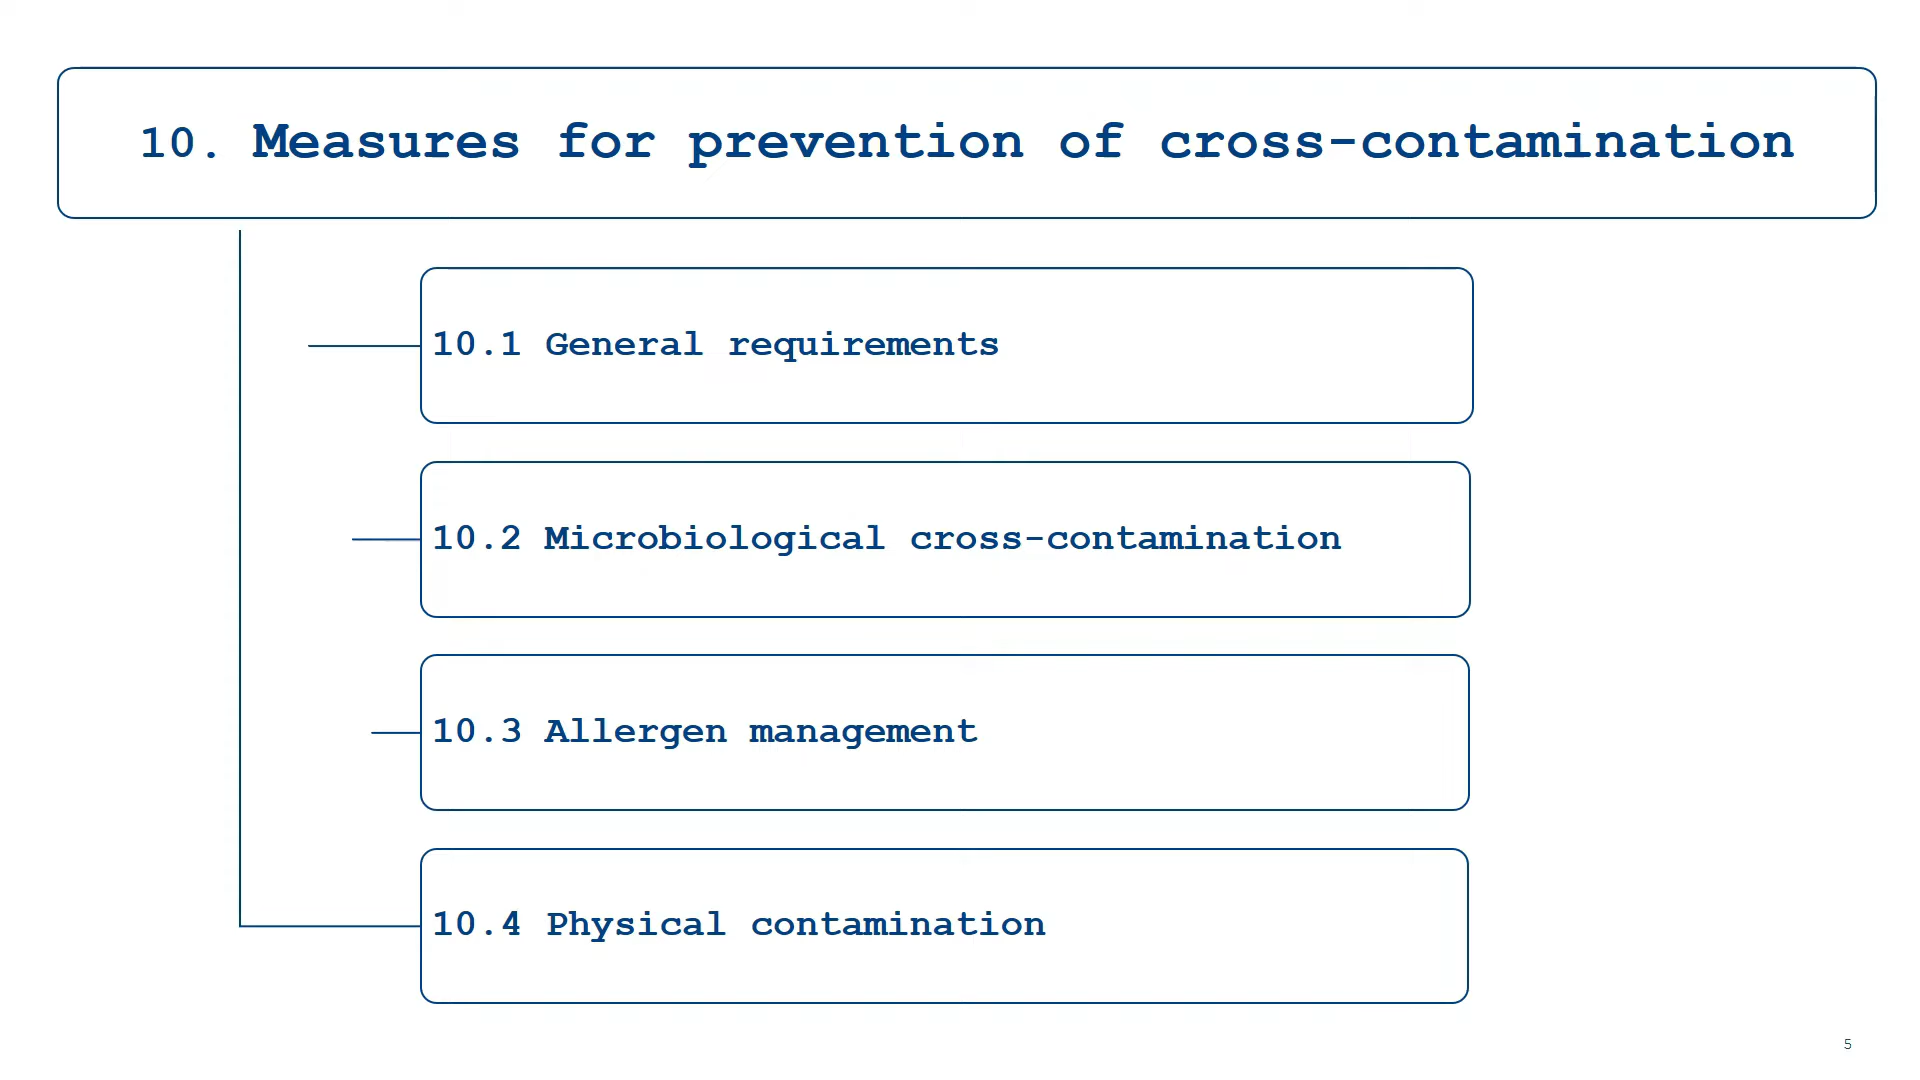 10. Measures for prevention of cross-contamination
10.1 General requirements
10.2 Microbiological cross-contamination
10.3 Allergen management
10.4 Physical contamination
5